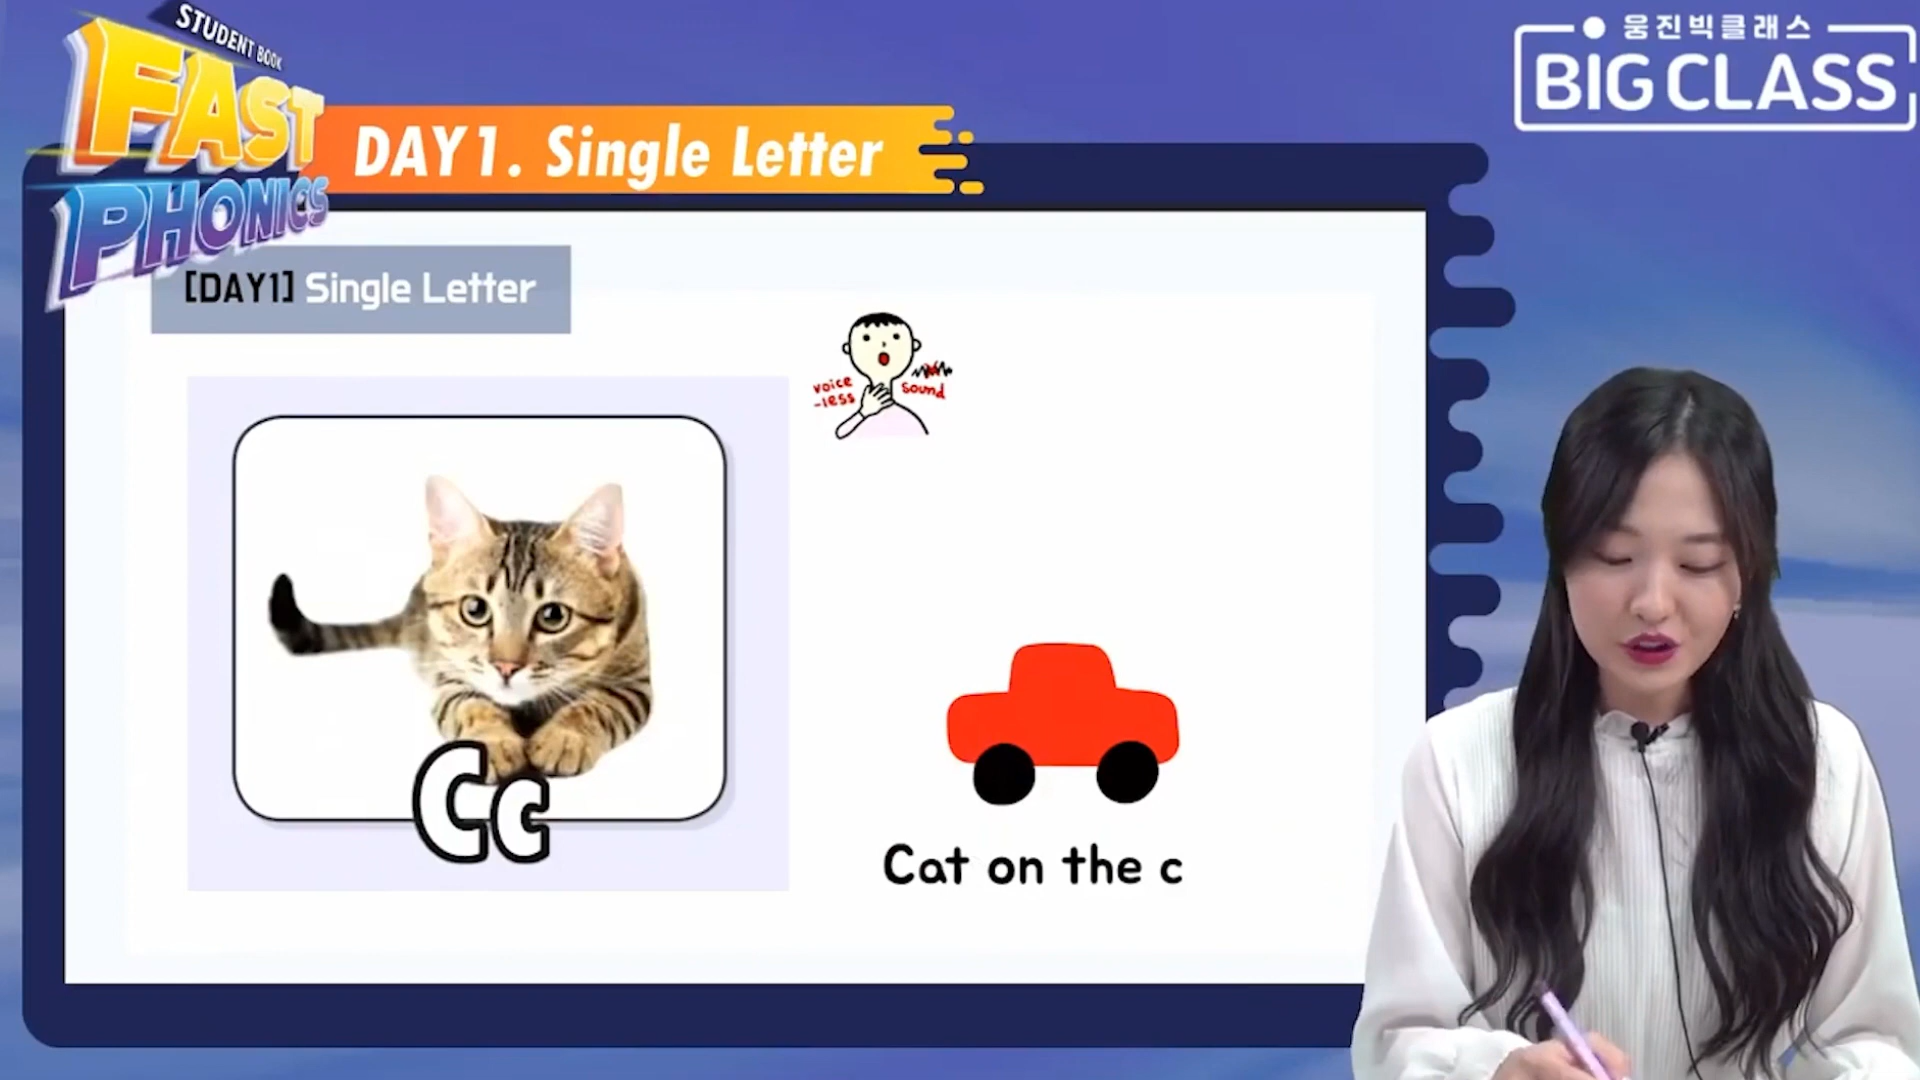 STUDENT BOOK
FAST
PHONICS
DAY1. Single Letter
웅진빅클래스
BIG CLASS
[DAY1] Single Letter
voice
-less
sound
Cc
Cat on the c